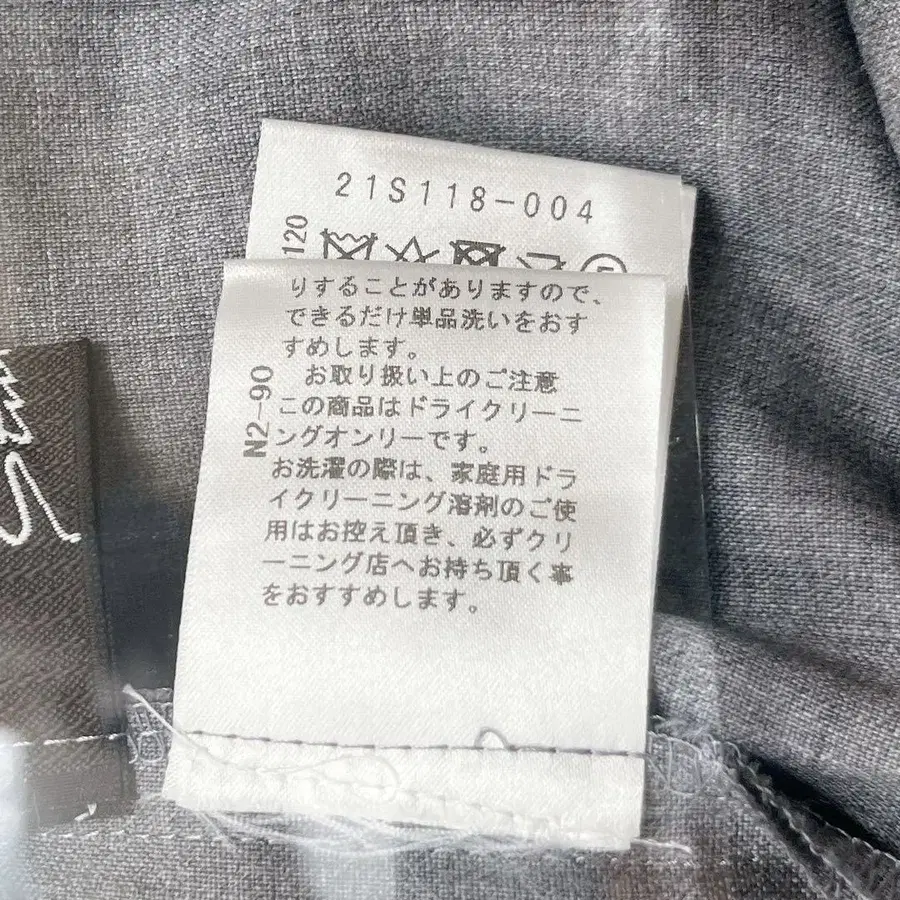 21S118-004
120
りすることがありますので、
できるだけ単品洗いをおす
すめします。
お取り扱い上のご注意
この商品はドライクリーニ
ングオンリーです。
お洗濯の際は、家庭用ドラ
イクリーニング溶剤のご使
用はお控え頂き、必ずクリ
ーニング店へお持ち頂く事
をおすすめします。
N2-90